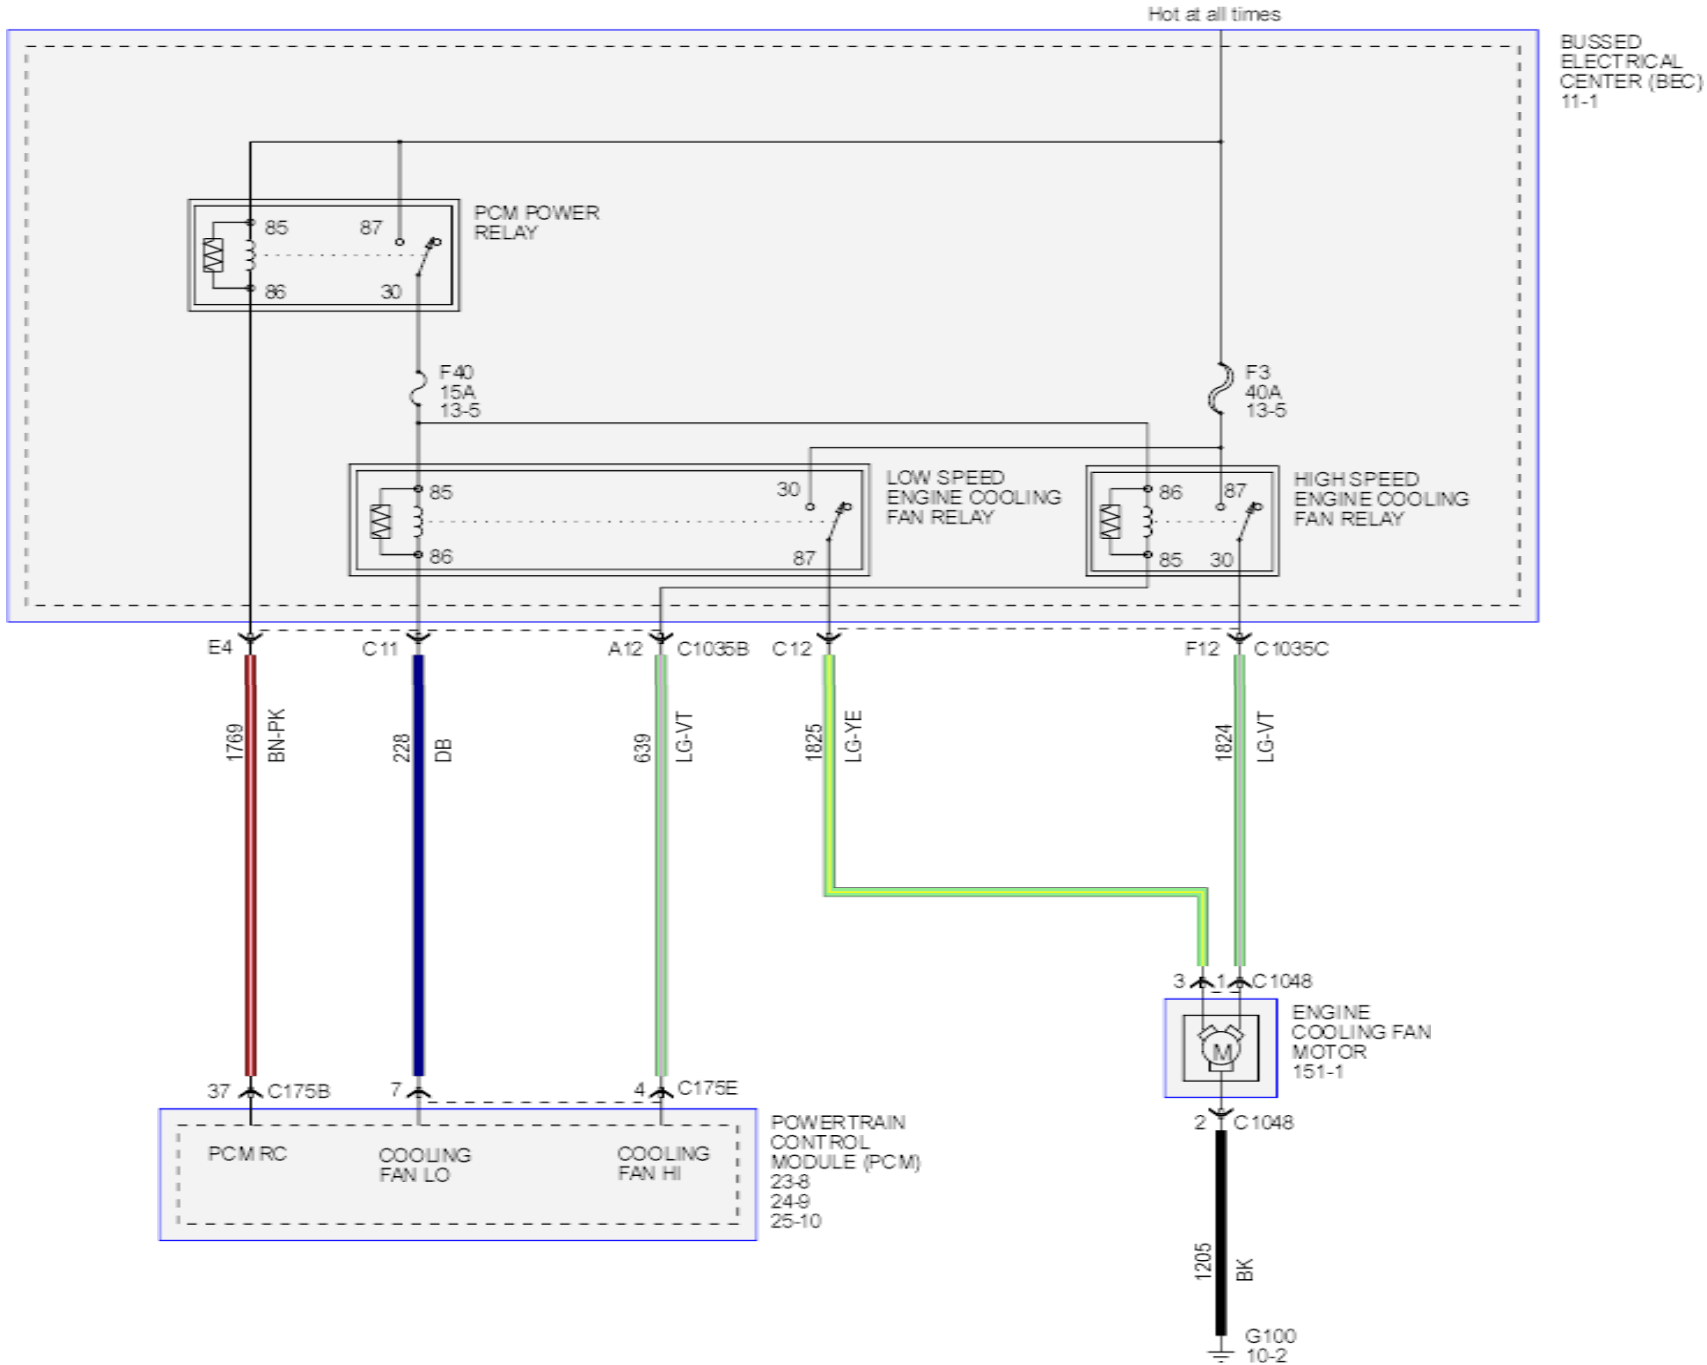 Hot at all times
BUSSED
ELECTRICAL
CENTER (BEC)
11-1
PCM POWER
RELAY
85
87
86
30
F40
15A
13-5
F3
40A
13-5
LOW SPEED
ENGINE COOLING
FAN RELAY
85
30
86
87
HIGH SPEED
ENGINE COOLING
FAN RELAY
86
87
85
30
E4
C11
A12
C1035B
C12
F12
C1035C
1769
BN-PK
228
DB
639
LG-VT
1825
LG-YE
1824
LG-VT
3
1
C1048
ENGINE
COOLING FAN
MOTOR
151-1
M
37
C175B
7
4
C175E
2
C1048
PCM RC
COOLING
FAN LO
COOLING
FAN HI
POWERTRAIN
CONTROL
MODULE (PCM)
23-8
24-9
25-10
1205
BK
G100
10-2